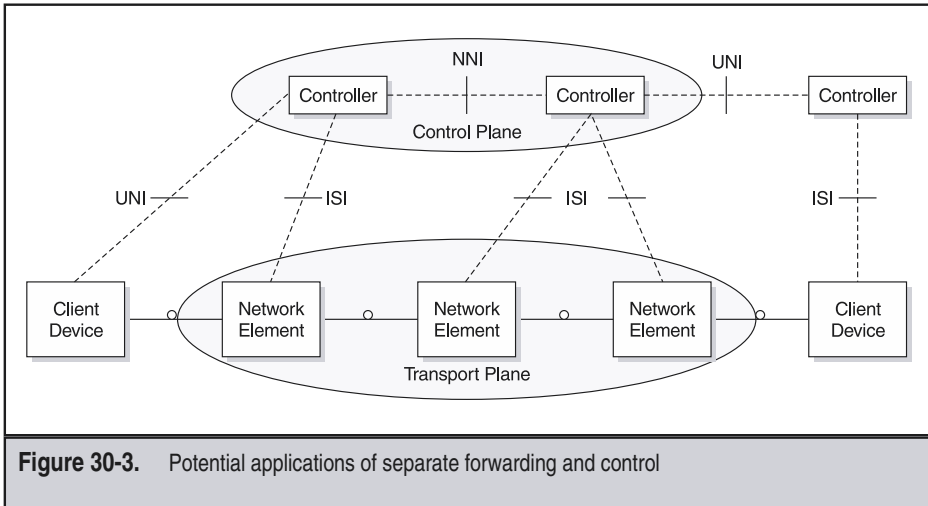 NNI
UNI
Controller
Controller
Controller
Control Plane
UNI
ISI
ISI
ISI
Client
Device
Network
Element
Network
Element
Network
Element
Client
Device
Transport Plane
Figure 30-3. Potential applications of separate forwarding and control